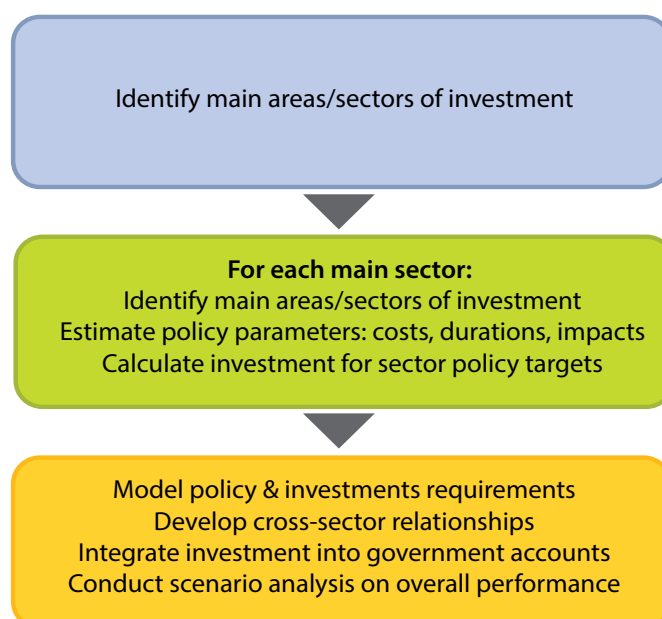 Identify main areas/sectors of investment
For each main sector:
Identify main areas/sectors of investment
Estimate policy parameters: costs, durations, impacts
Calculate investment for sector policy targets
Model policy & investments requirements
Develop cross-sector relationships
Integrate investment into government accounts
Conduct scenario analysis on overall performance